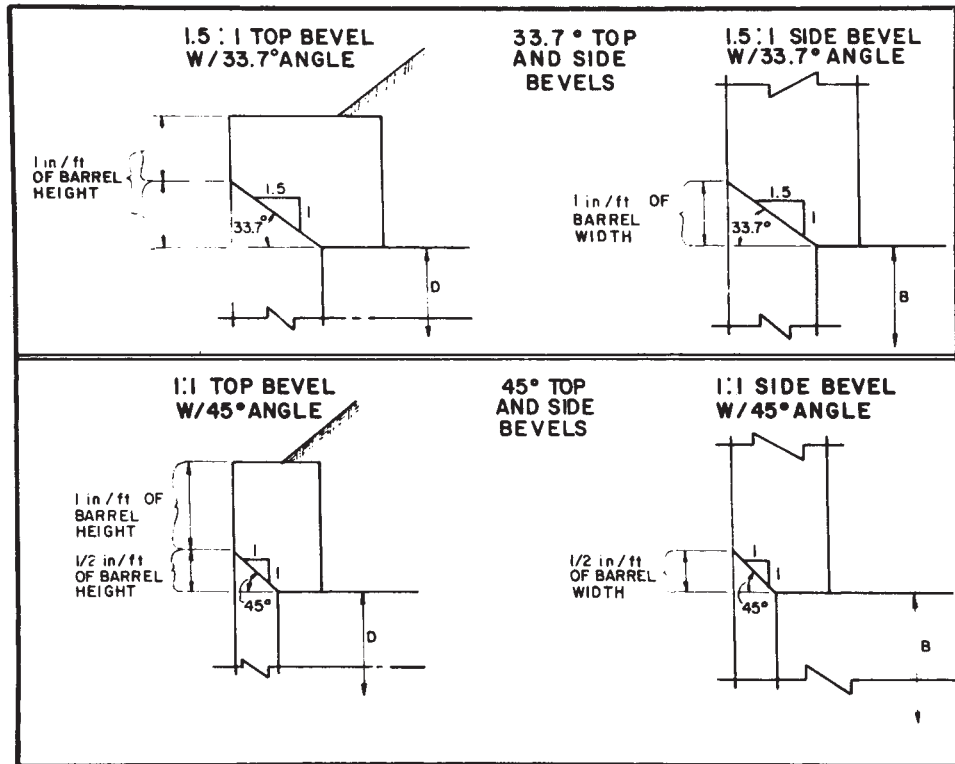 1.5:1 TOP BEVEL
W/33.7° ANGLE
33.7° TOP
AND SIDE
BEVELS
1.5:1 SIDE BEVEL
W/33.7° ANGLE
1 in/ft
OF BARREL
HEIGHT
1.5
1
33.7°
D
1 in/ft OF
BARREL
WIDTH
1.5
1
33.7°
B
1:1 TOP BEVEL
W/45° ANGLE
45° TOP
AND SIDE
BEVELS
1:1 SIDE BEVEL
W/45° ANGLE
1 in/ft OF
BARREL
HEIGHT
1/2 in/ft
OF BARREL
HEIGHT
1
1
45°
D
1/2 in/ft
OF BARREL
WIDTH
1
1
45°
B